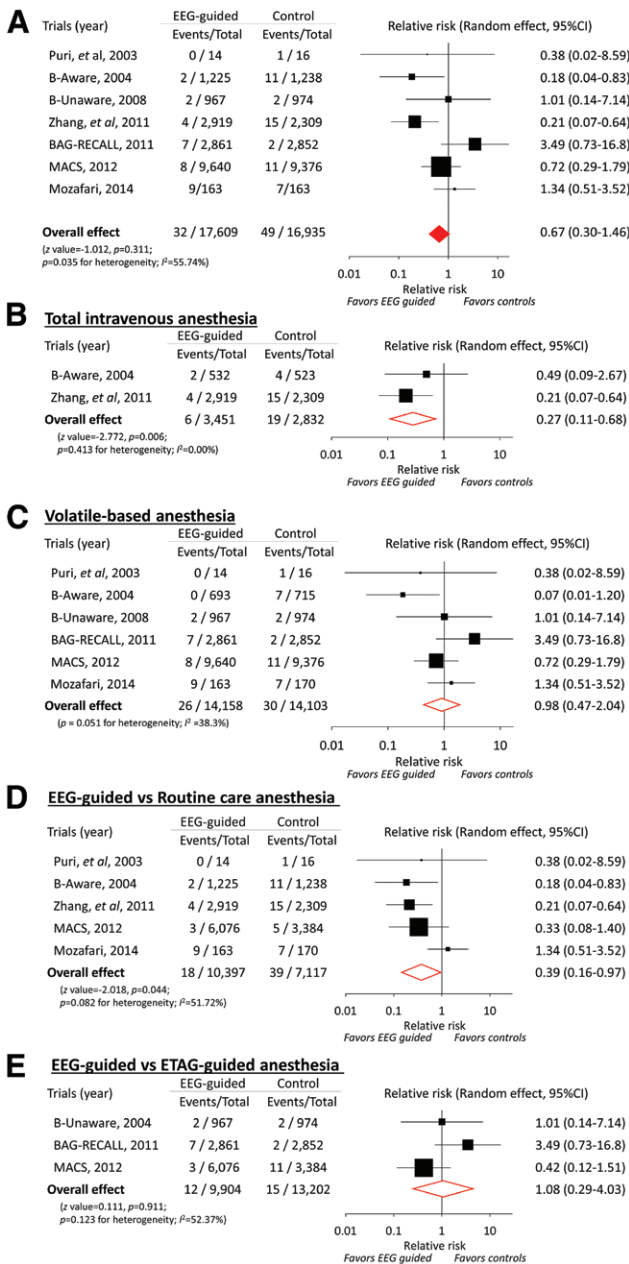 A
Trials (year) EEG-guided Control Relative risk (Random effect, 95%CI)
Events/Total Events/Total
Puri, et al, 2003 0 / 14 1 / 16 0.38 (0.02-8.59)
B-Aware, 2004 2 / 1,225 11 / 1,238 0.18 (0.04-0.83)
B-Unaware, 2008 2 / 967 2 / 974 1.01 (0.14-7.14)
Zhang, et al, 2011 4 / 2,919 15 / 2,309 0.21 (0.07-0.64)
BAG-RECALL, 2011 7 / 2,861 2 / 2,852 3.49 (0.73-16.8)
MACS, 2012 8 / 9,640 11 / 9,376 0.72 (0.29-1.79)
Mozafari, 2014 9 /163 7 /163 1.34 (0.51-3.52)
Overall effect 32 / 17,609 49 / 16,935 0.67 (0.30-1.46)
(z value=-1.012, p=0.311;
p=0.035 for heterogeneity; I²=55.74%)
0.01 0.1 1 10
Relative risk
Favors EEG guided Favors controls
B Total intravenous anesthesia
Trials (year) EEG-guided Control Relative risk (Random effect, 95%CI)
Events/Total Events/Total
B-Aware, 2004 2 / 532 4 / 523 0.49 (0.09-2.67)
Zhang, et al, 2011 4 / 2,919 15 / 2,309 0.21 (0.07-0.64)
Overall effect 6 / 3,451 19 / 2,832 0.27 (0.11-0.68)
(z value=-2.772, p=0.006;
p=0.413 for heterogeneity; I²=0.00%)
0.01 0.1 1 10
Relative risk
Favors EEG guided Favors controls
C Volatile-based anesthesia
Trials (year) EEG-guided Control Relative risk (Random effect, 95%CI)
Events/Total Events/Total
Puri, et al, 2003 0 / 14 1 / 16 0.38 (0.02-8.59)
B-Aware, 2004 0 / 693 7 / 715 0.07 (0.01-1.20)
B-Unaware, 2008 2 / 967 2 / 974 1.01 (0.14-7.14)
BAG-RECALL, 2011 7 / 2,861 2 / 2,852 3.49 (0.73-16.8)
MACS, 2012 8 / 9,640 11 / 9,376 0.72 (0.29-1.79)
Mozafari, 2014 9 / 163 7 / 170 1.34 (0.51-3.52)
Overall effect 26 / 14,158 30 / 14,103 0.98 (0.47-2.04)
(p = 0.051 for heterogeneity; I² =38.3%)
0.1 1 10
Relative risk
Favors EEG guided Favors controls
D EEG-guided vs Routine care anesthesia
Trials (year) EEG-guided Control Relative risk (Random effect, 95%CI)
Events/Total Events/Total
Puri, et al, 2003 0 / 14 1 / 16 0.38 (0.02-8.59)
B-Aware, 2004 2 / 1,225 11 / 1,238 0.18 (0.04-0.83)
Zhang, et al, 2011 4 / 2,919 15 / 2,309 0.21 (0.07-0.64)
MACS, 2012 3 / 6,076 5 / 3,384 0.33 (0.08-1.40)
Mozafari, 2014 9 / 163 7 / 170 1.34 (0.51-3.52)
Overall effect 18 / 10,397 39 / 7,117 0.39 (0.16-0.97)
(z value=-2.018, p=0.044;
p=0.082 for heterogeneity; I²=51.72%)
0.01 0.1 1 10
Relative risk
Favors EEG guided Favors controls
E EEG-guided vs ETAG-guided anesthesia
Trials (year) EEG-guided Control Relative risk (Random effect, 95%CI)
Events/Total Events/Total
B-Unaware, 2004 2 / 967 2 / 974 1.01 (0.14-7.14)
BAG-RECALL, 2011 7 / 2,861 2 / 2,852 3.49 (0.73-16.8)
MACS, 2012 3 / 6,076 11 / 3,384 0.42 (0.12-1.51)
Overall effect 12 / 9,904 15 / 13,202 1.08 (0.29-4.03)
(z value=0.111, p=0.911;
p=0.123 for heterogeneity; I²=52.37%)
0.01 0.1 1 10
Relative risk
Favors EEG guided Favors controls